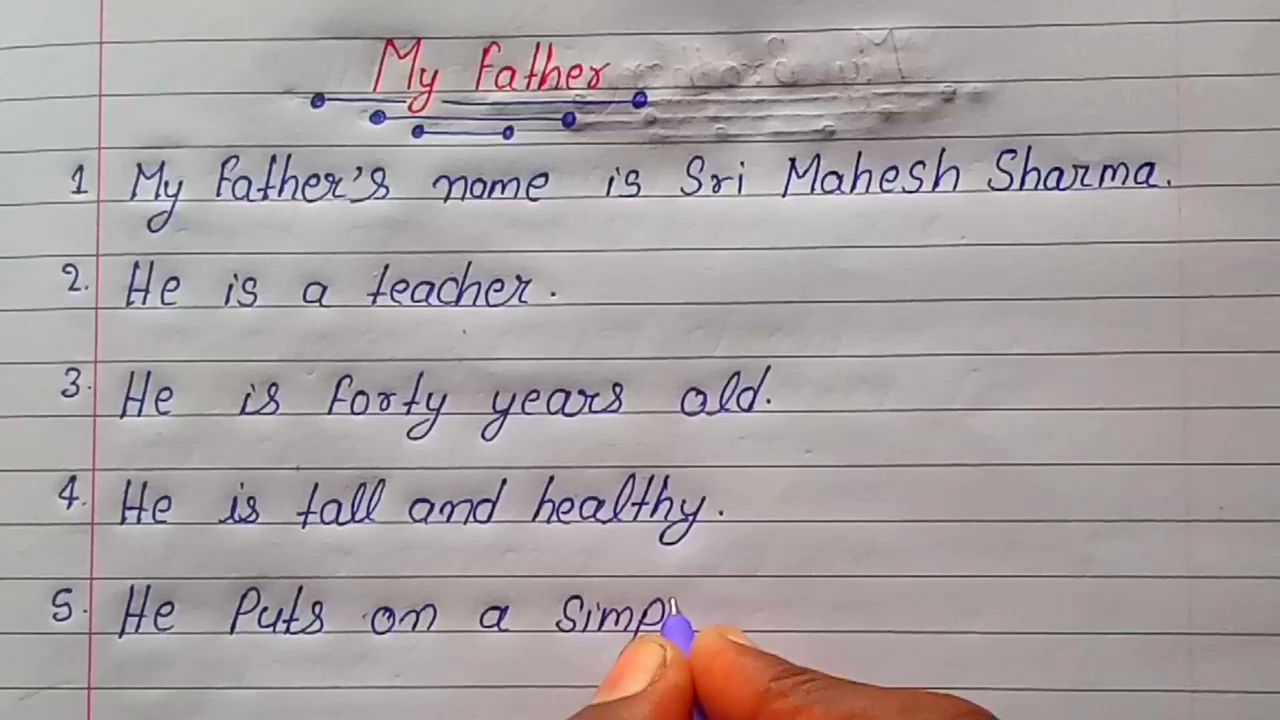 My Father
1 My Father's name is Sri Mahesh Sharma.
2. He is a teacher.
3. He is forty years old.
4. He is tall and healthy.
5. He Puts on a Simp